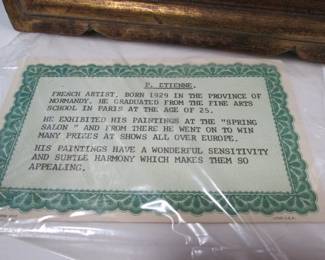 P. ETIENNE.
FRENCH ARTIST, BORN 1929 IN THE PROVINCE OF
NORMANDY, HE GRADUATED FROM THE FINE ARTS
SCHOOL IN PARIS AT THE AGE OF 25.
HE EXHIBITED HIS PAINTINGS AT THE "SPRING
SALON " AND FROM THERE HE WENT ON TO WIN
MANY PRIZES AT SHOWS ALL OVER EUROPE.
HIS PAINTINGS HAVE A WONDERFUL SENSITIVITY
AND SUBTLE HARMONY WHICH MAKES THEM SO
APPEALING.